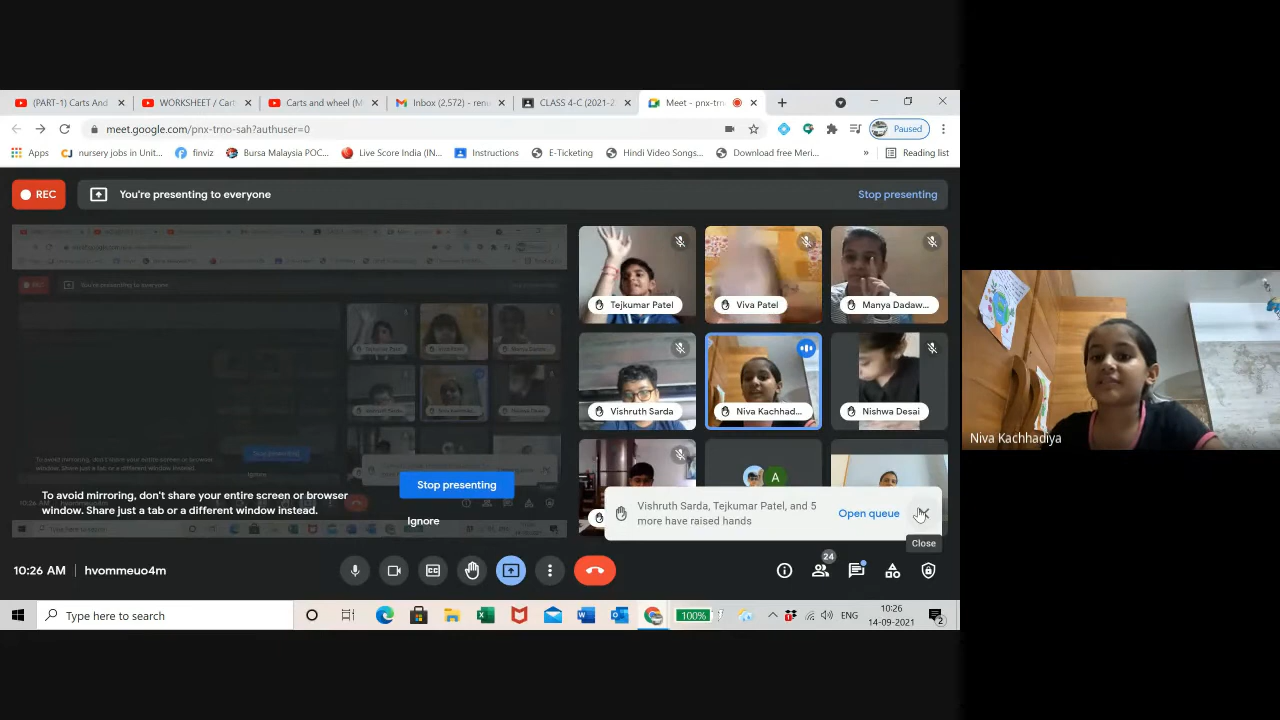 (PART-1) Carts And
WORKSHEET / Cart
Carts and wheel (M
Inbox (2,572) - ren
CLASS 4-C (2021-2
Meet - pnx-trn
meet.google.com/pnx-trno-sah?authuser=0
Paused
Apps
nursery jobs in Unit...
finviz
Bursa Malaysia POC...
Live Score India (IN...
Instructions
E-Ticketing
Hindi Video Songs...
Download free Meri...
»
Reading list
REC
You're presenting to everyone
Stop presenting
Tejkumar Patel
Viva Patel
Manya Dadaw...
Vishruth Sarda
Niva Kachhad...
Nishwa Desai
A
Niva Kachhadiya
To avoid mirroring, don't share your entire screen or browser
window. Share just a tab or a different window instead.
Stop presenting
Ignore
Vishruth Sarda, Tejkumar Patel, and 5
more have raised hands
Open queue
Close
10:26 AM
hvommeuo4m
24
Type here to search
100%
ENG
10:26
14-09-2021
2